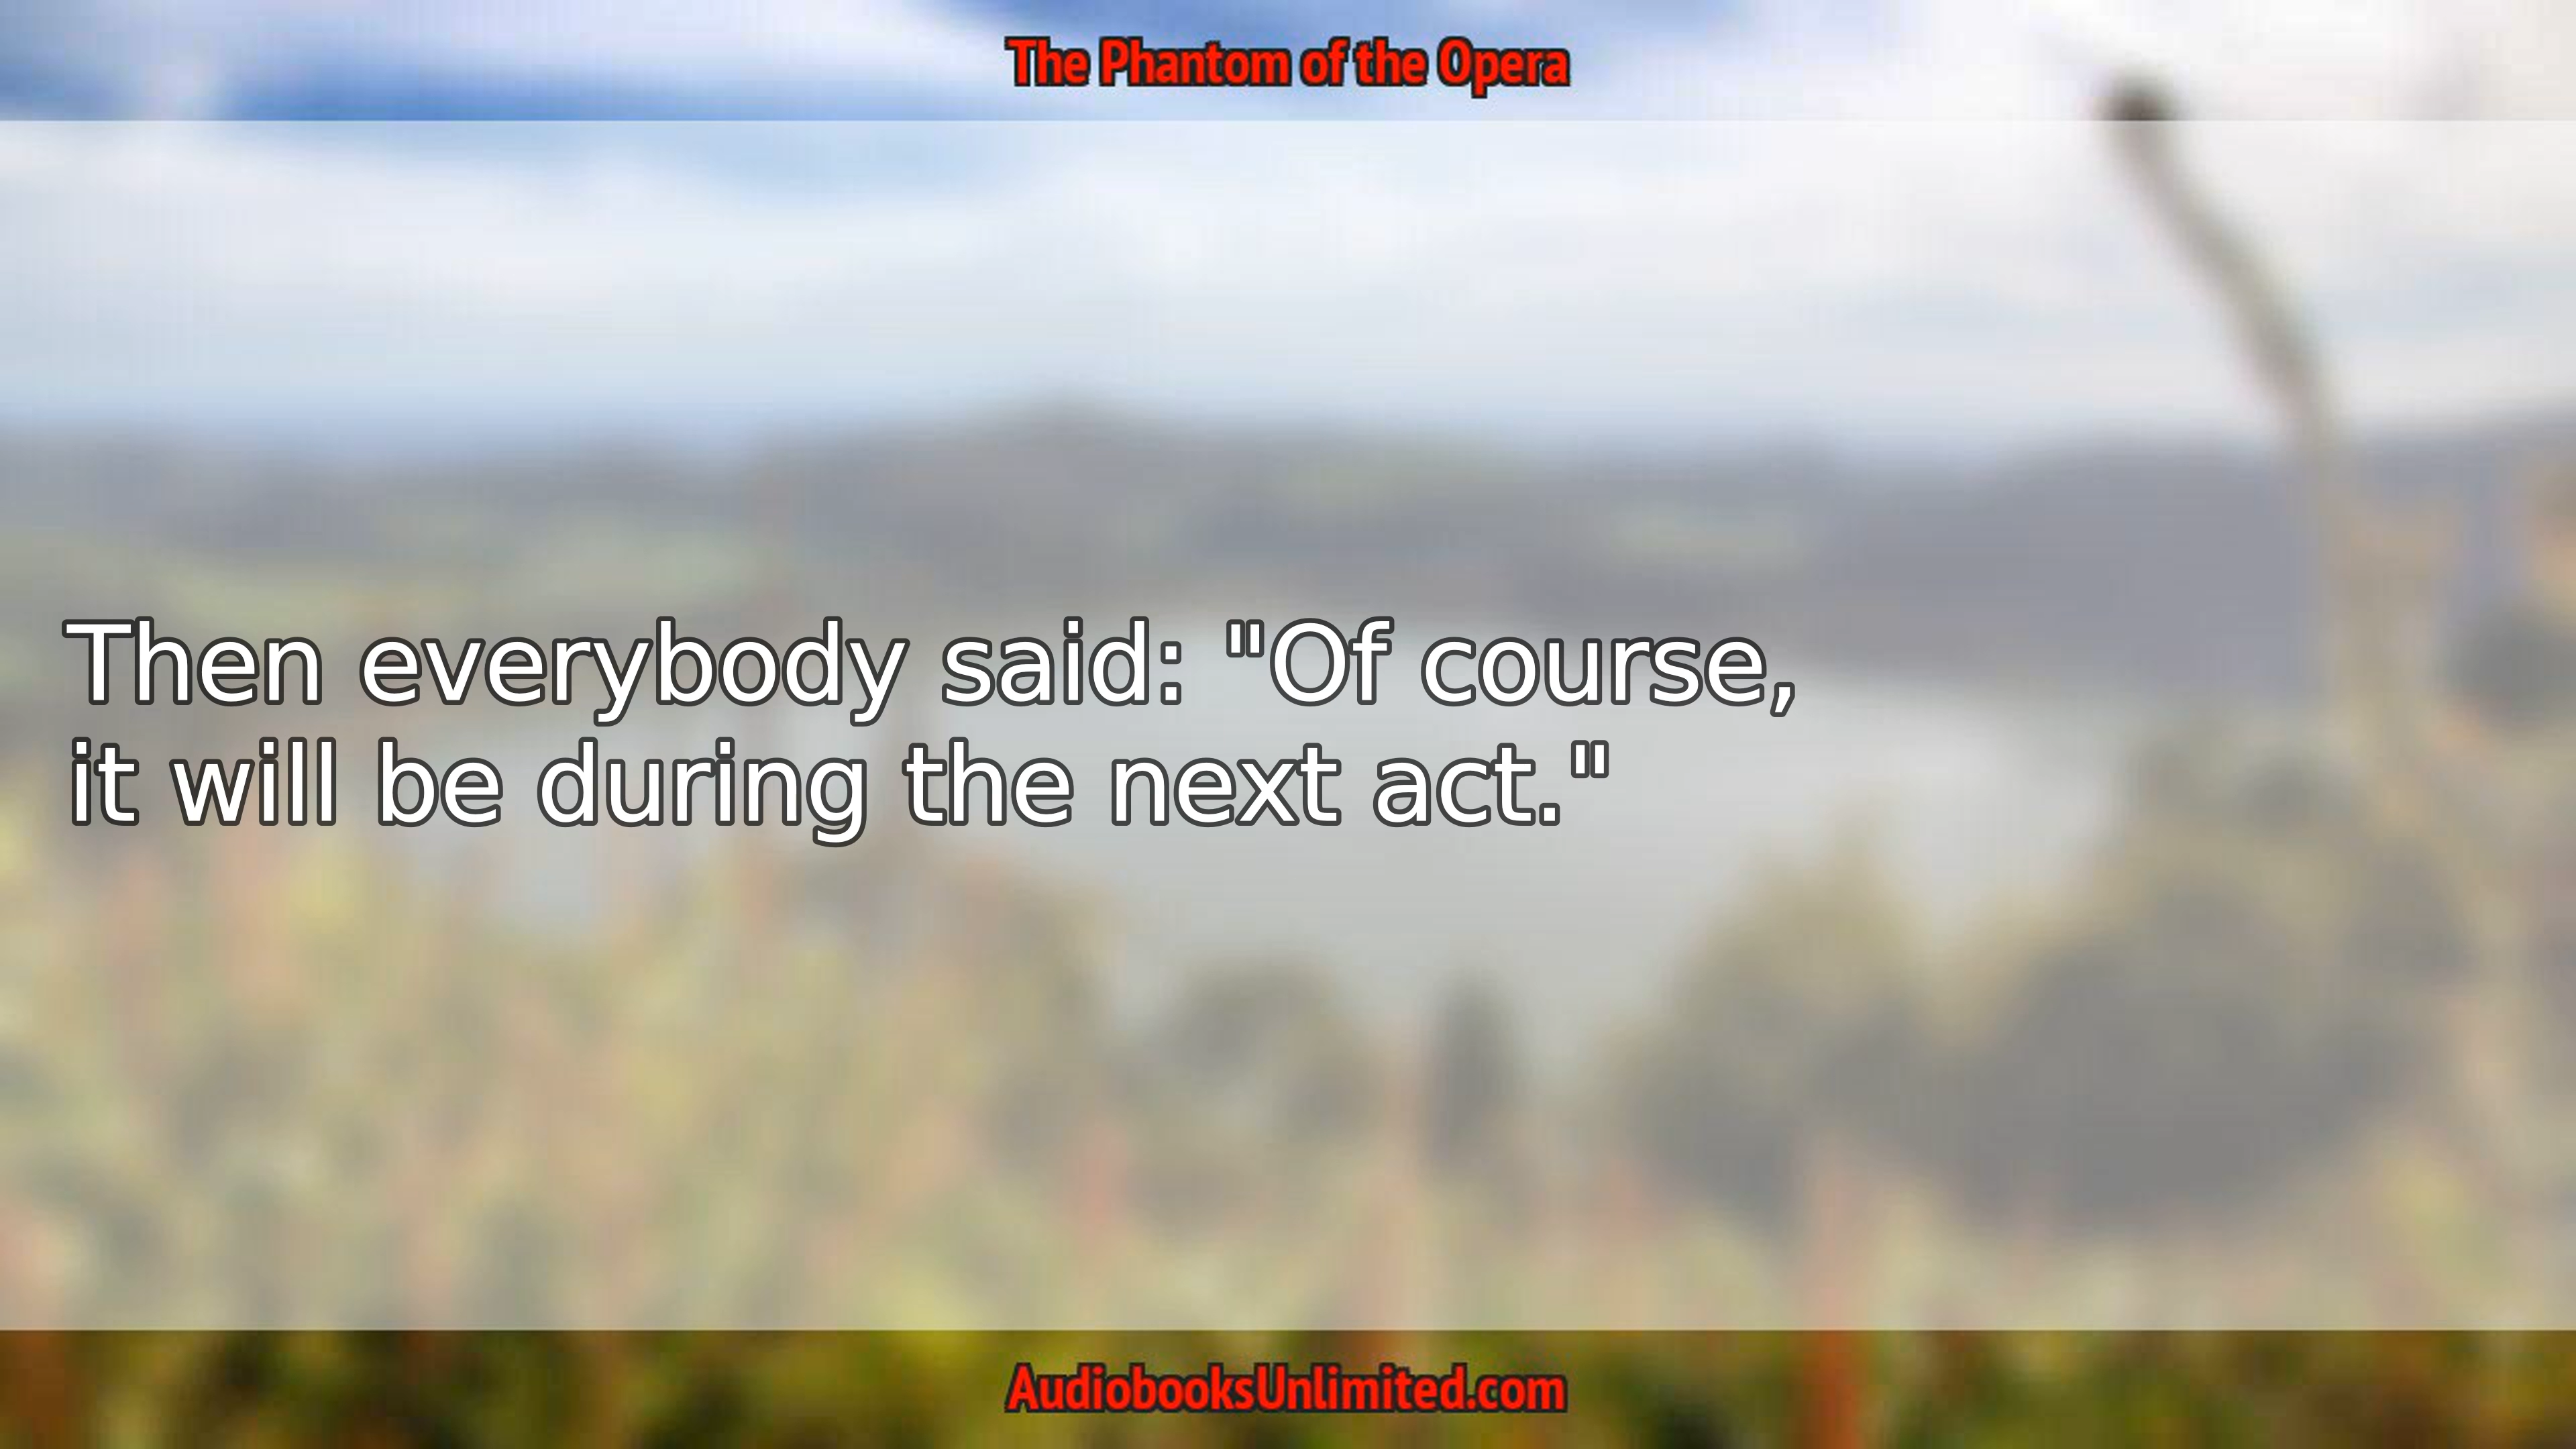 The Phantom of the Opera
Then everybody said: "Of course,
it will be during the next act."
AudiobooksUnlimited.com